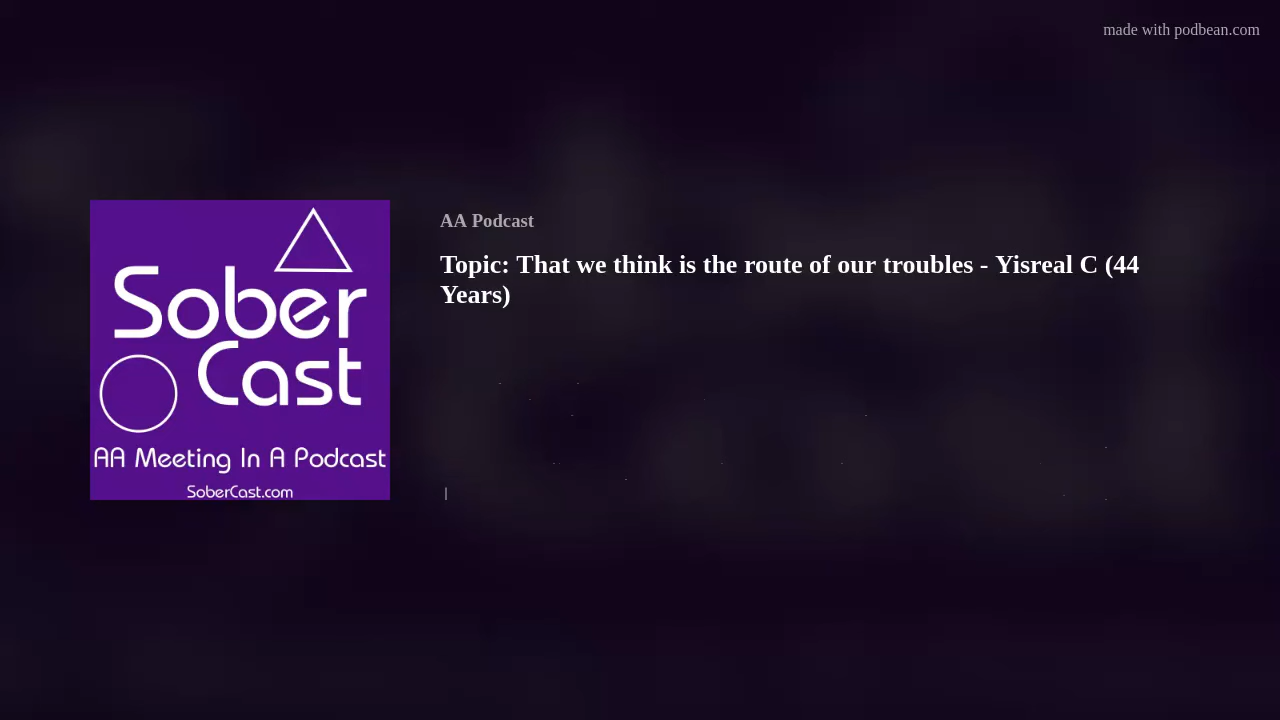 made with podbean.com
AA Podcast
Topic: That we think is the route of our troubles - Yisreal C (44
Years)
Sober
Cast
AA Meeting In A Podcast
SoberCast.com